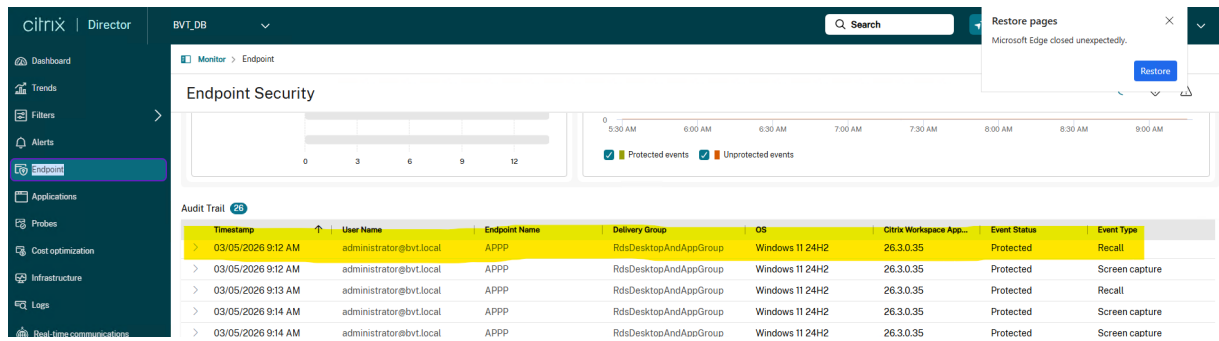 citrix | Director
BVT_DB
Search
Restore pages
Microsoft Edge closed unexpectedly.
Restore
Dashboard
Trends
Filters
Alerts
Endpoint
Applications
Probes
Cost optimization
Infrastructure
Logs
Real-time communications
Monitor > Endpoint
Endpoint Security
0 3 6 9 12
0
5:30 AM 6:00 AM 6:30 AM 7:00 AM 7:30 AM 8:00 AM 8:30 AM 9:00 AM
Protected events Unprotected events
Audit Trail 26
Timestamp User Name Endpoint Name Delivery Group OS Citrix Workspace App... Event Status Event Type
03/05/2026 9:12 AM administrator@bvt.local APPP RdsDesktopAndAppGroup Windows 11 24H2 26.3.0.35 Protected Recall
03/05/2026 9:12 AM administrator@bvt.local APPP RdsDesktopAndAppGroup Windows 11 24H2 26.3.0.35 Protected Screen capture
03/05/2026 9:13 AM administrator@bvt.local APPP RdsDesktopAndAppGroup Windows 11 24H2 26.3.0.35 Protected Recall
03/05/2026 9:14 AM administrator@bvt.local APPP RdsDesktopAndAppGroup Windows 11 24H2 26.3.0.35 Protected Screen capture
03/05/2026 9:14 AM administrator@bvt.local APPP RdsDesktopAndAppGroup Windows 11 24H2 26.3.0.35 Protected Screen capture